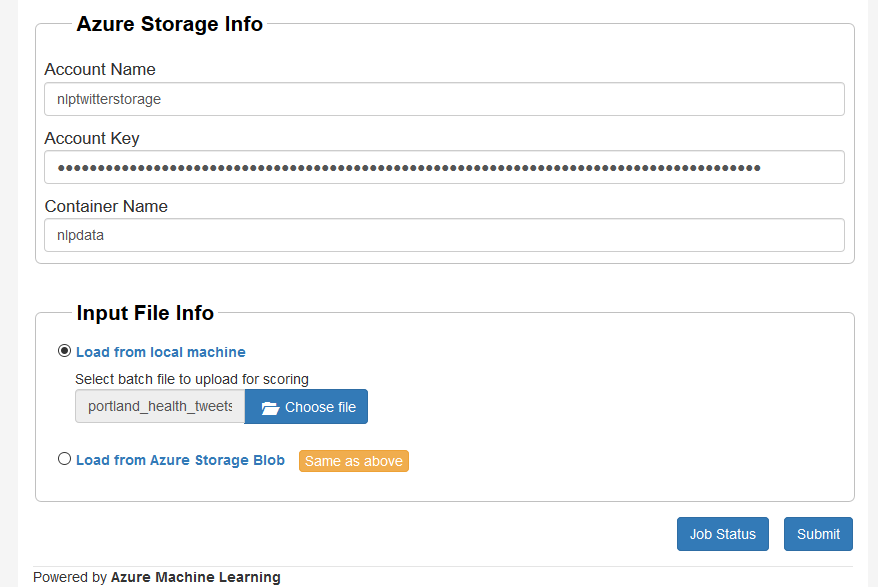 Azure Storage Info
Account Name
nlptwitterstorage
Account Key
●●●●●●●●●●●●●●●●●●●●●●●●●●●●●●●●●●●●●●●●●●●●●●●●●●●●●●●●●●●●●●●●●●●●●●●●●●●●●●●●●●●●●●●●
Container Name
nlpdata
Input File Info
Load from local machine
Select batch file to upload for scoring
portland_health_tweets Choose file
Load from Azure Storage Blob Same as above
Job Status Submit
Powered by Azure Machine Learning